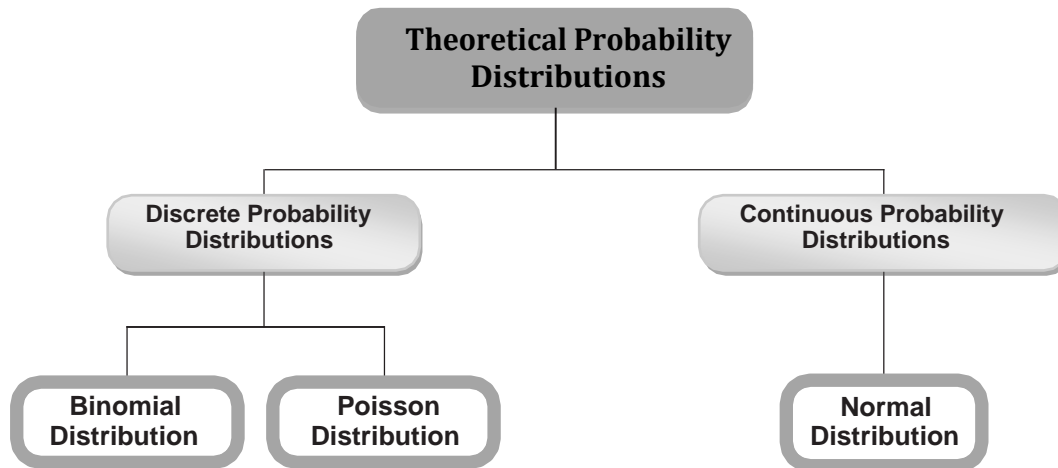 Theoretical Probability
Distributions
Discrete Probability
Distributions
Continuous Probability
Distributions
Binomial
Distribution
Poisson
Distribution
Normal
Distribution